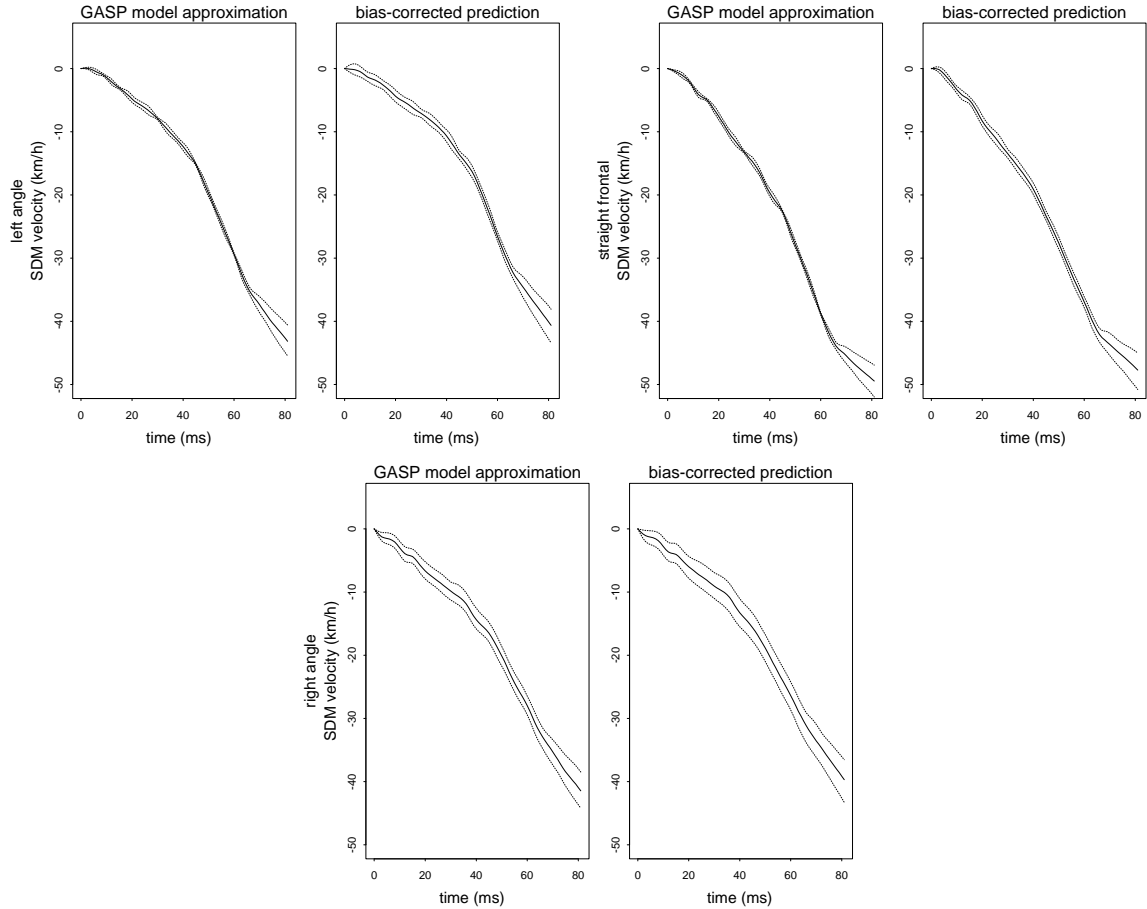 GASP model approximation
bias-corrected prediction
GASP model approximation
bias-corrected prediction
left angle
SDM velocity (km/h)
0
-10
-20
-30
-40
-50
0 20 40 60 80
time (ms)
0
-10
-20
-30
-40
-50
0 20 40 60 80
time (ms)
straight frontal
SDM velocity (km/h)
0
-10
-20
-30
-40
-50
0 20 40 60 80
time (ms)
0
-10
-20
-30
-40
-50
0 20 40 60 80
time (ms)
GASP model approximation
bias-corrected prediction
right angle
SDM velocity (km/h)
0
-10
-20
-30
-40
-50
0 20 40 60 80
time (ms)
0
-10
-20
-30
-40
-50
0 20 40 60 80
time (ms)